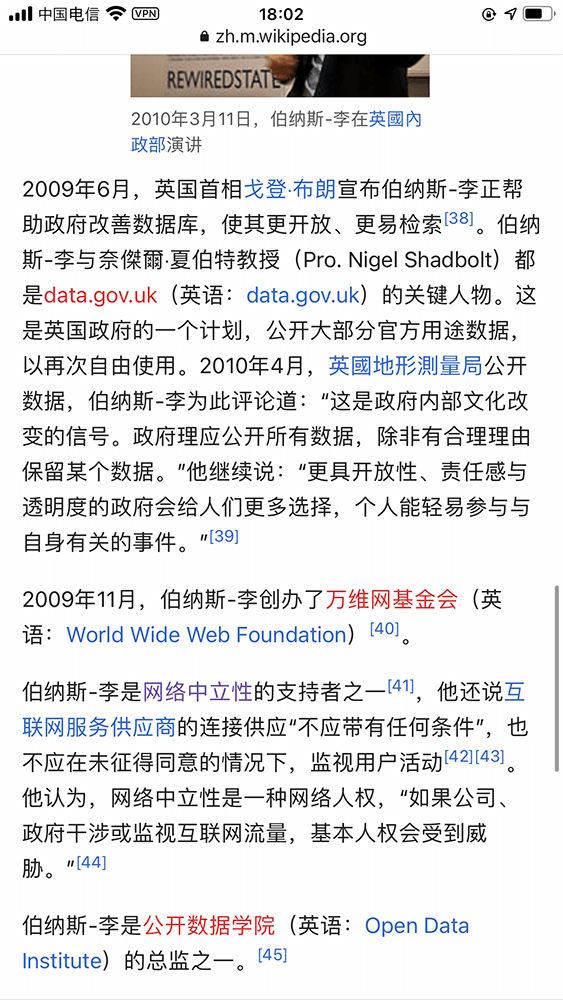 中国电信 VPN 18:02
zh.m.wikipedia.org
REWIREDSTATE
2010年3月11日，伯纳斯-李在英國內
政部演讲
2009年6月，英国首相戈登·布朗宣布伯纳斯-李正帮
助政府改善数据库，使其更开放、更易检索[38]。伯纳
斯-李与奈傑爾·夏伯特教授（Pro. Nigel Shadbolt）都
是data.gov.uk（英语：data.gov.uk）的关键人物。这
是英国政府的一个计划，公开大部分官方用途数据，
以再次自由使用。2010年4月，英國地形測量局公开
数据，伯纳斯-李为此评论道：“这是政府内部文化改
变的信号。政府理应公开所有数据，除非有合理理由
保留某个数据。”他继续说：“更具开放性、责任感与
透明度的政府会给人们更多选择，个人能轻易参与与
自身有关的事件。”[39]
2009年11月，伯纳斯-李创办了万维网基金会（英
语：World Wide Web Foundation）[40]。
伯纳斯-李是网络中立性的支持者之一[41]，他还说互
联网服务供应商的连接供应“不应带有任何条件”，也
不应在未征得同意的情况下，监视用户活动[42][43]。
他认为，网络中立性是一种网络人权，“如果公司、
政府干涉或监视互联网流量，基本人权会受到威
胁。”[44]
伯纳斯-李是公开数据学院（英语：Open Data
Institute）的总监之一。[45]